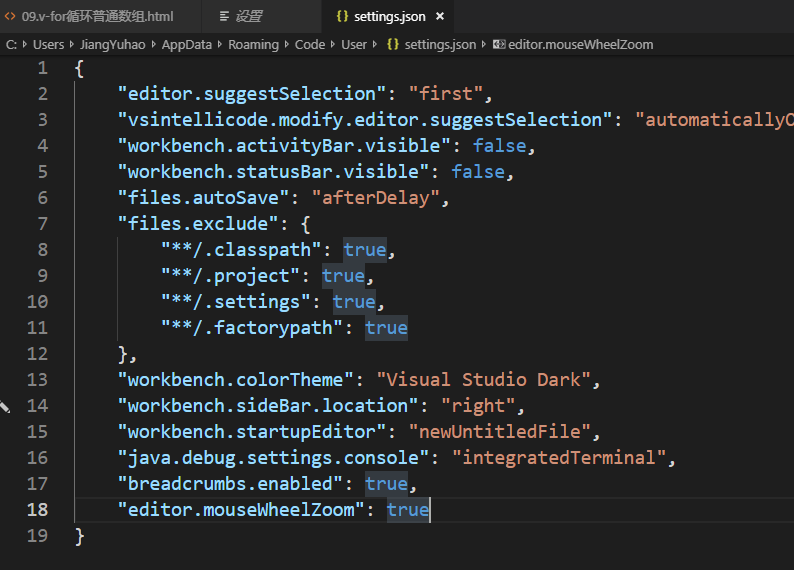 09.v-for循环普通数组.html 设置 settings.json ×
C: › Users › JiangYuhao › AppData › Roaming › Code › User › {} settings.json › editor.mouseWheelZoom
1 {
2 "editor.suggestSelection": "first",
3 "vsintellicode.modify.editor.suggestSelection": "automaticallyO
4 "workbench.activityBar.visible": false,
5 "workbench.statusBar.visible": false,
6 "files.autoSave": "afterDelay",
7 "files.exclude": {
8 "**/.classpath": true,
9 "**/.project": true,
10 "**/.settings": true,
11 "**/.factorypath": true
12 },
13 "workbench.colorTheme": "Visual Studio Dark",
14 "workbench.sideBar.location": "right",
15 "workbench.startupEditor": "newUntitledFile",
16 "java.debug.settings.console": "integratedTerminal",
17 "breadcrumbs.enabled": true,
18 "editor.mouseWheelZoom": true
19 }